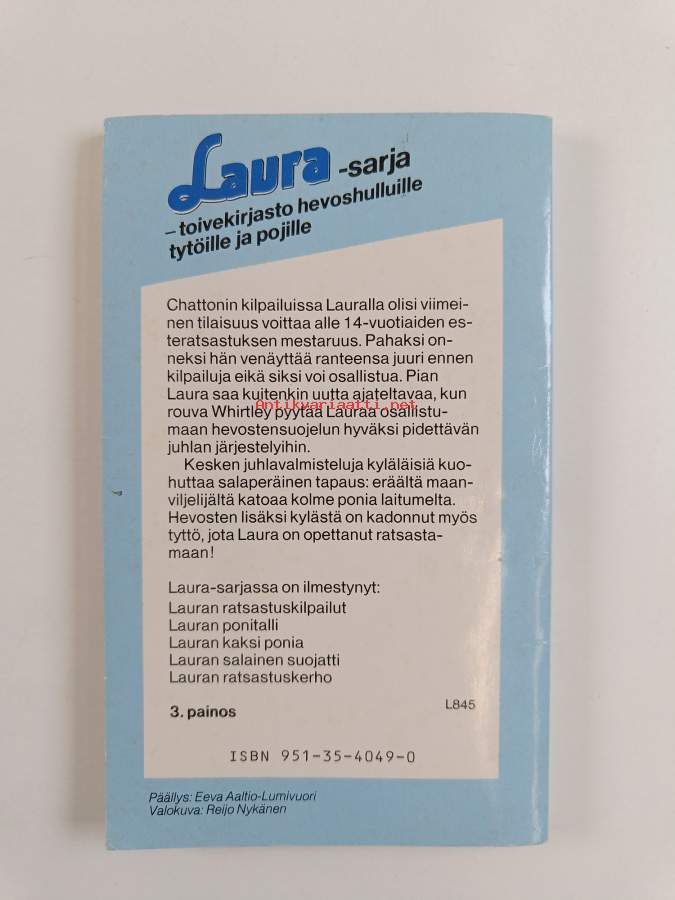 Laura -sarja
– toivekirjasto hevoshulluille
tytöille ja pojille
Chattonin kilpailuissa Lauralla olisi viimei-
nen tilaisuus voittaa alle 14-vuotiaiden es-
teratsastuksen mestaruus. Pahaksi on-
neksi hän venäyttää ranteensa juuri ennen
kilpailuja eikä siksi voi osallistua. Pian
Laura saa kuitenkin uutta ajateltavaa, kun
Antikvariaatti.net
rouva Whirtley pyytää Lauraa osallistu-
maan hevostensuojelun hyväksi pidettävän
juhlan järjestelyihin.
Kesken juhlavalmisteluja kyläläisiä kuo-
huttaa salaperäinen tapaus: eräältä maan-
viljelijältä katoaa kolme ponia laitumelta.
Hevosten lisäksi kylästä on kadonnut myös
tyttö, jota Laura on opettanut ratsasta-
maan!
Laura-sarjassa on ilmestynyt:
Lauran ratsastuskilpailut
Lauran ponitalli
Lauran kaksi ponia
Lauran salainen suojatti
Lauran ratsastuskerho
3. painos
L845
ISBN 951-35-4049-0
Päällys: Eeva Aaltio-Lumivuori
Valokuva: Reijo Nykänen